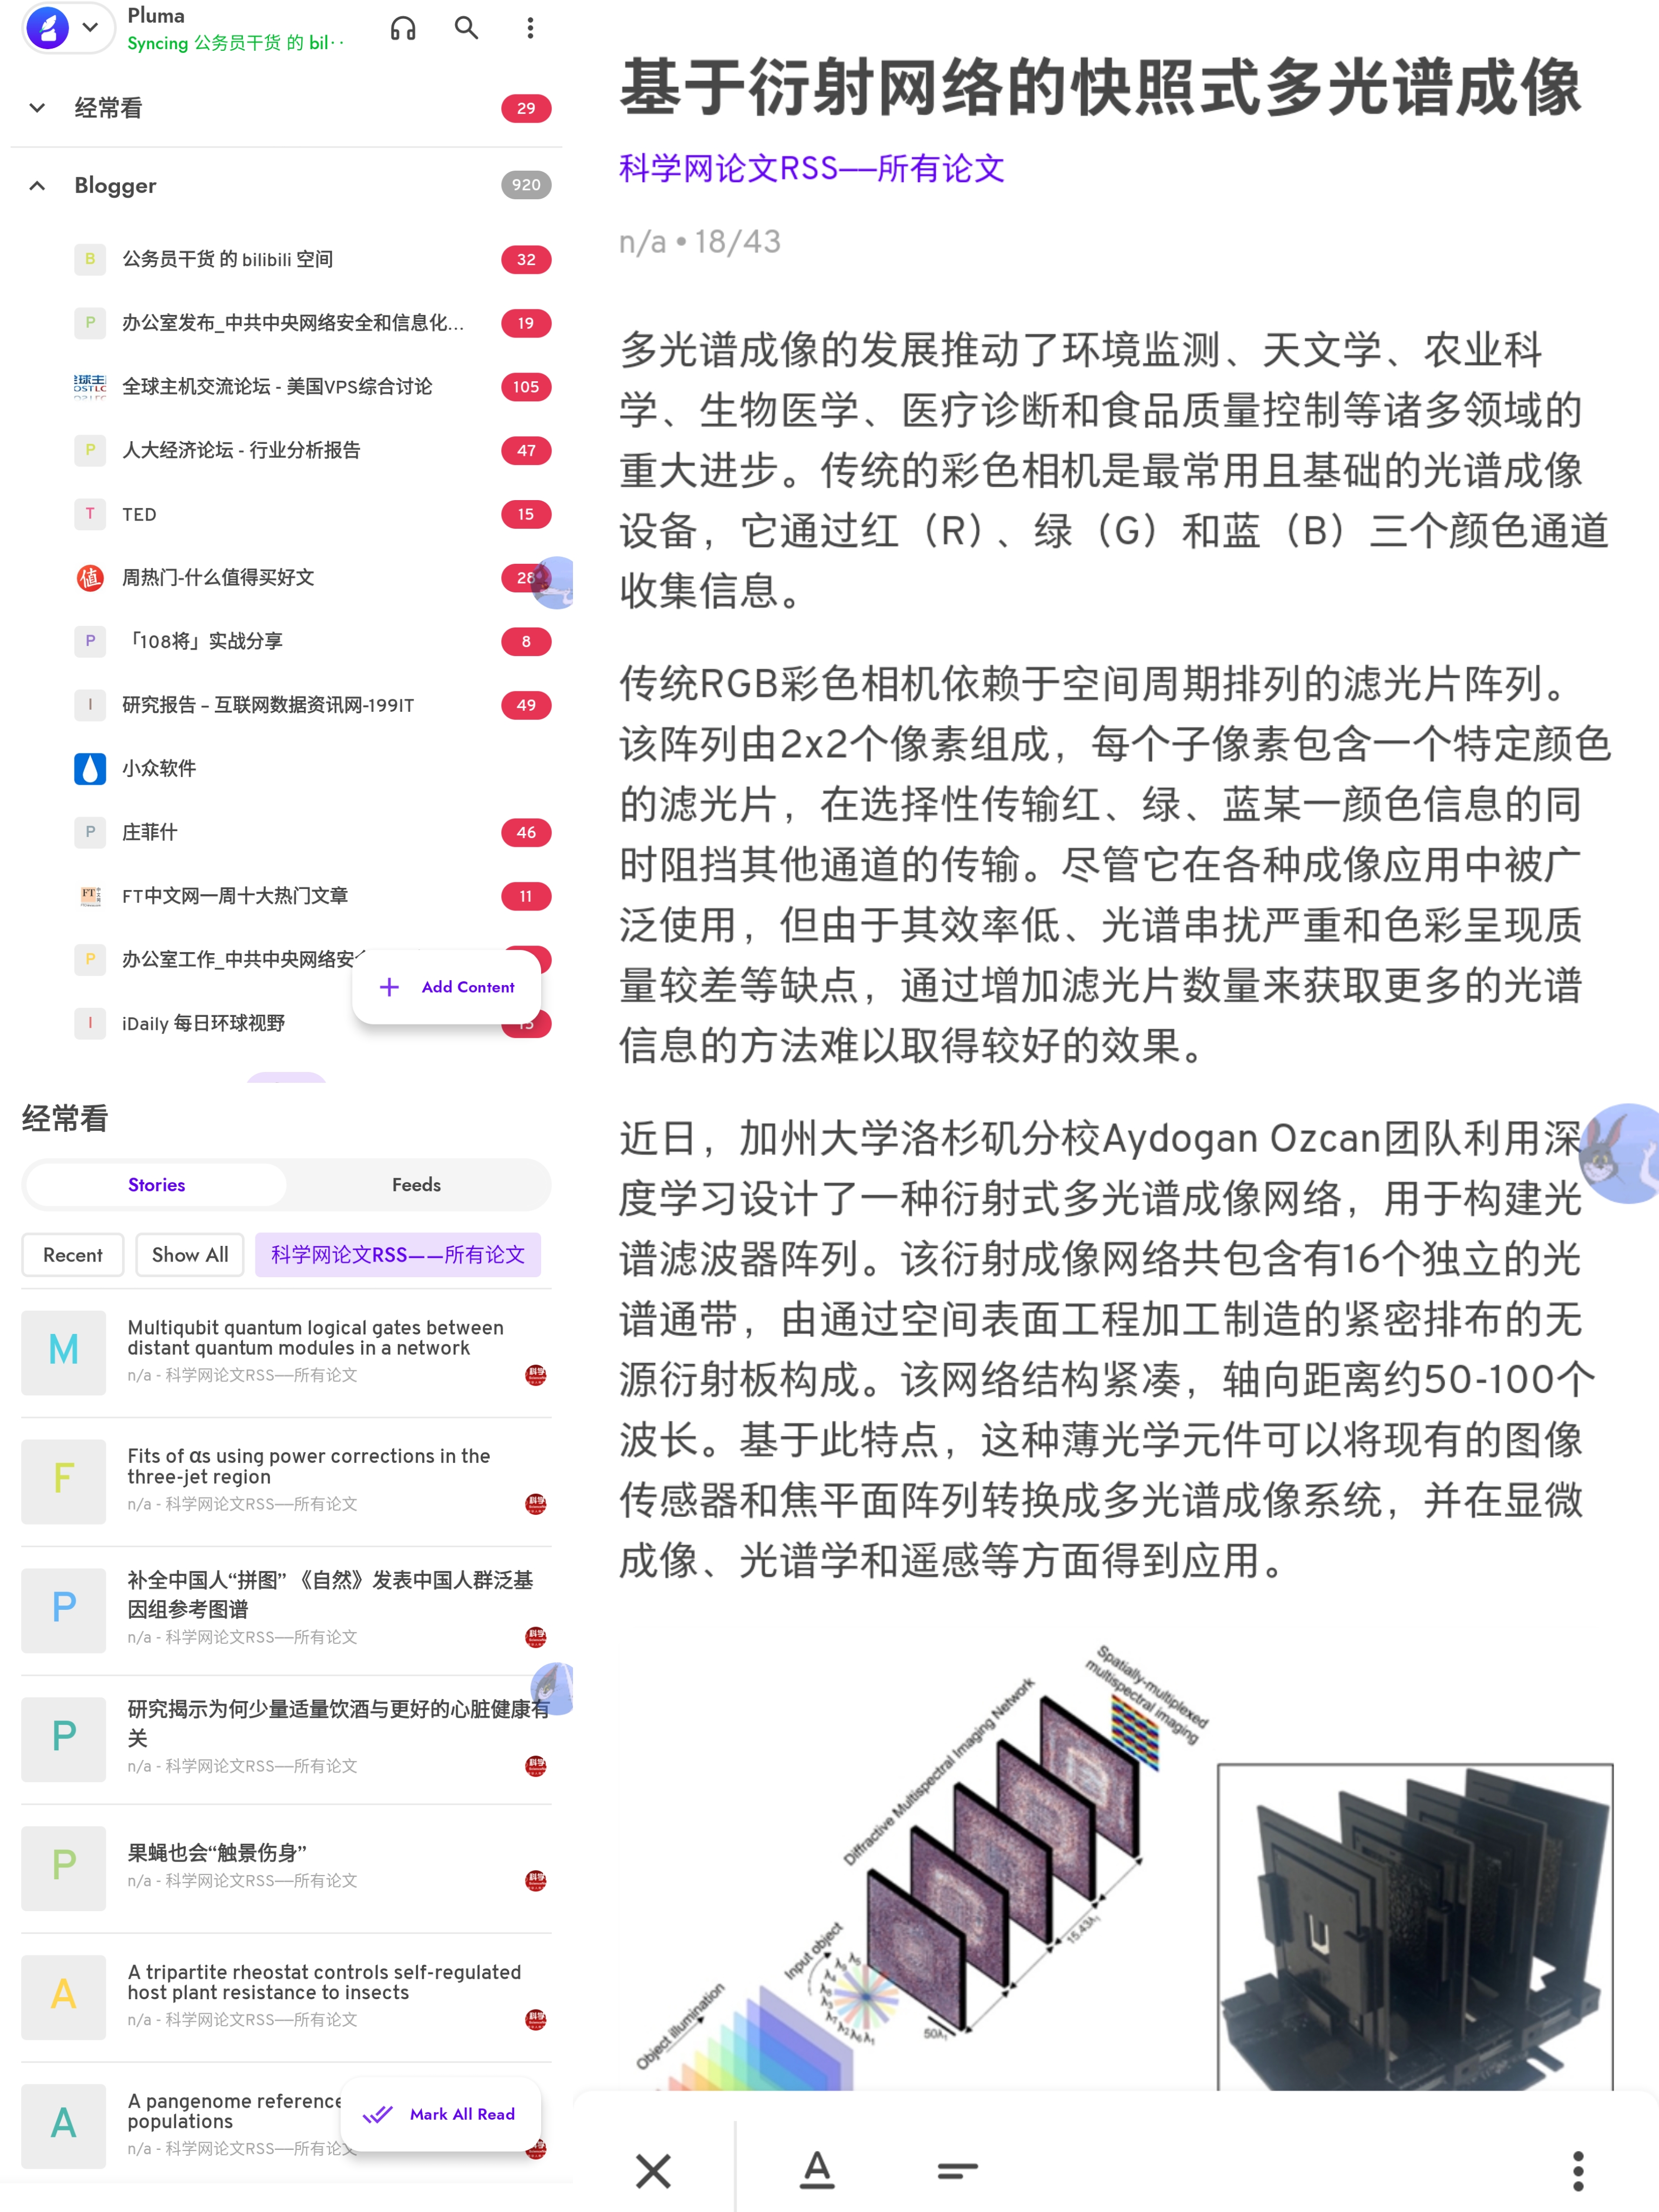 Pluma
Syncing 公务员干货 的 bil··
经常看
29
Blogger
920
B
公务员干货 的 bilibili 空间
32
P
办公室发布_中共中央网络安全和信息化...
19
全球主机交流论坛 - 美国VPS综合讨论
105
P
人大经济论坛 - 行业分析报告
47
T
TED
15
值
周热门-什么值得买好文
28
P
「108将」实战分享
8
I
研究报告 – 互联网数据资讯网-199IT
49
小众软件
P
庄菲什
46
FT
FT中文网一周十大热门文章
11
P
办公室工作_中共中央网络安
I
iDaily 每日环球视野
Add Content
经常看
Stories
Feeds
Recent
Show All
科学网论文RSS——所有论文
M
Multiqubit quantum logical gates between
distant quantum modules in a network
n/a - 科学网论文RSS——所有论文
F
Fits of αs using power corrections in the
three-jet region
n/a - 科学网论文RSS——所有论文
P
补全中国人“拼图” 《自然》发表中国人群泛基
因组参考图谱
n/a - 科学网论文RSS——所有论文
P
研究揭示为何少量适量饮酒与更好的心脏健康有
关
n/a - 科学网论文RSS——所有论文
P
果蝇也会“触景伤身”
n/a - 科学网论文RSS——所有论文
A
A tripartite rheostat controls self-regulated
host plant resistance to insects
n/a - 科学网论文RSS——所有论文
A
A pangenome reference
populations
n/a - 科学网论文RSS——所有论文
Mark All Read
基于衍射网络的快照式多光谱成像
科学网论文RSS——所有论文
n/a • 18/43
多光谱成像的发展推动了环境监测、天文学、农业科
学、生物医学、医疗诊断和食品质量控制等诸多领域的
重大进步。传统的彩色相机是最常用且基础的光谱成像
设备，它通过红（R）、绿（G）和蓝（B）三个颜色通道
收集信息。
传统RGB彩色相机依赖于空间周期排列的滤光片阵列。
该阵列由2x2个像素组成，每个子像素包含一个特定颜色
的滤光片，在选择性传输红、绿、蓝某一颜色信息的同
时阻挡其他通道的传输。尽管它在各种成像应用中被广
泛使用，但由于其效率低、光谱串扰严重和色彩呈现质
量较差等缺点，通过增加滤光片数量来获取更多的光谱
信息的方法难以取得较好的效果。
近日，加州大学洛杉矶分校Aydogan Ozcan团队利用深
度学习设计了一种衍射式多光谱成像网络，用于构建光
谱滤波器阵列。该衍射成像网络共包含有16个独立的光
谱通带，由通过空间表面工程加工制造的紧密排布的无
源衍射板构成。该网络结构紧凑，轴向距离约50-100个
波长。基于此特点，这种薄光学元件可以将现有的图像
传感器和焦平面阵列转换成多光谱成像系统，并在显微
成像、光谱学和遥感等方面得到应用。
Spatially-multiplexed
multispectral imaging
Diffractive Multispectral Imaging Network
Input object
Object illumination
15.43λ₁
50λ₁
U